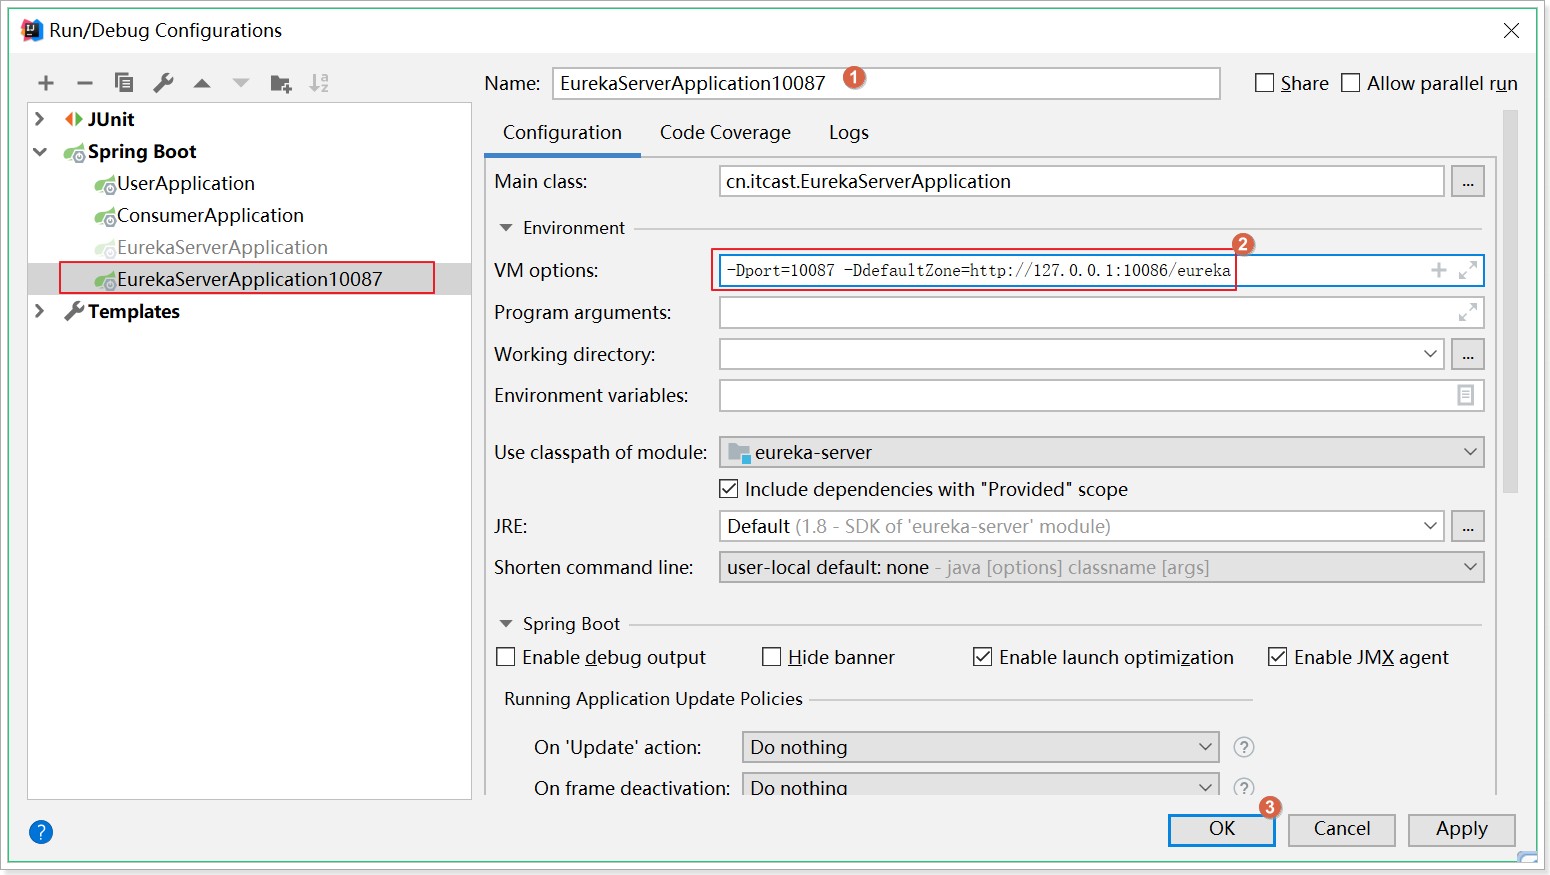 Run/Debug Configurations
Name: EurekaServerApplication10087 1 Share Allow parallel run
JUnit
Spring Boot
UserApplication
ConsumerApplication
EurekaServerApplication
EurekaServerApplication10087
Templates
Configuration Code Coverage Logs
Main class: cn.itcast.EurekaServerApplication ...
Environment
2
VM options: -Dport=10087 -DdefaultZone=http://127.0.0.1:10086/eureka
Program arguments:
Working directory: ...
Environment variables:
Use classpath of module: eureka-server
Include dependencies with "Provided" scope
JRE: Default (1.8 - SDK of 'eureka-server' module) ...
Shorten command line: user-local default: none - java [options] classname [args]
Spring Boot
Enable debug output Hide banner Enable launch optimization Enable JMX agent
Running Application Update Policies
On 'Update' action: Do nothing ?
On frame deactivation: Do nothing ?
3
? OK Cancel Apply